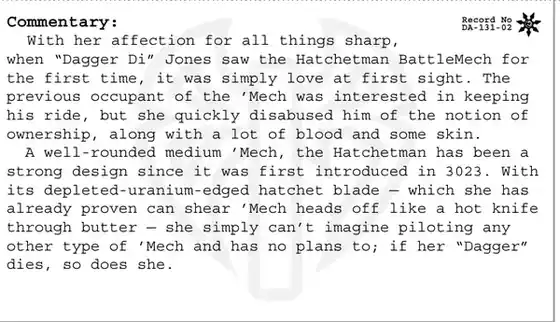 Commentary:
Record No
DA-131-02
With her affection for all things sharp,
when “Dagger Di” Jones saw the Hatchetman BattleMech for
the first time, it was simply love at first sight. The
previous occupant of the ’Mech was interested in keeping
his ride, but she quickly disabused him of the notion of
ownership, along with a lot of blood and some skin.
A well-rounded medium ’Mech, the Hatchetman has been a
strong design since it was first introduced in 3023. With
its depleted-uranium-edged hatchet blade — which she has
already proven can shear ’Mech heads off like a hot knife
through butter — she simply can’t imagine piloting any
other type of ’Mech and has no plans to; if her “Dagger”
dies, so does she.